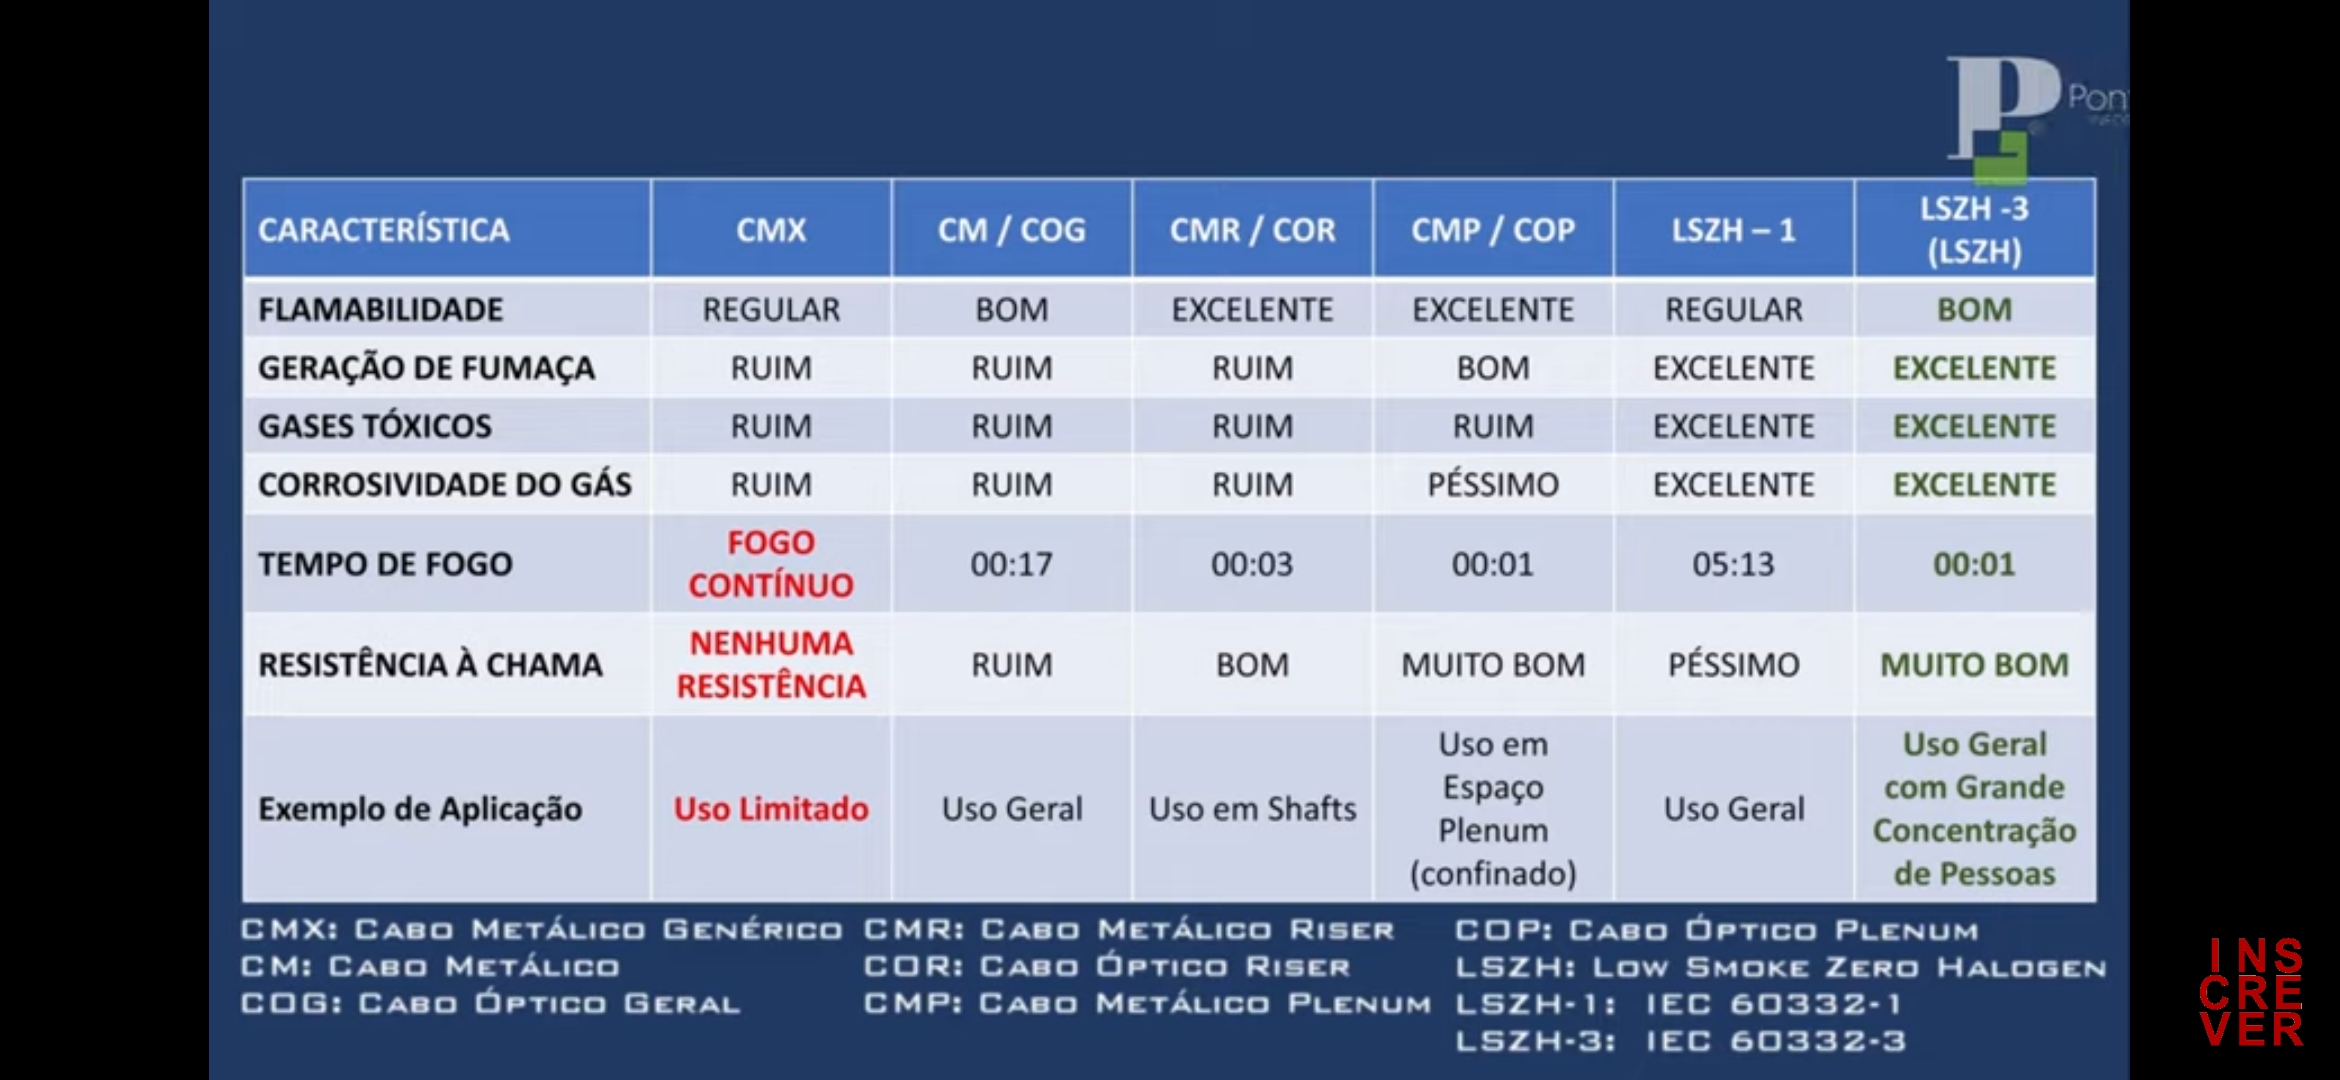 Pon
CARACTERÍSTICA CMX CM / COG CMR / COR CMP / COP LSZH – 1 LSZH -3 (LSZH)
FLAMABILIDADE REGULAR BOM EXCELENTE EXCELENTE REGULAR BOM
GERAÇÃO DE FUMAÇA RUIM RUIM RUIM BOM EXCELENTE EXCELENTE
GASES TÓXICOS RUIM RUIM RUIM RUIM EXCELENTE EXCELENTE
CORROSIVIDADE DO GÁS RUIM RUIM RUIM PÉSSIMO EXCELENTE EXCELENTE
TEMPO DE FOGO FOGO CONTÍNUO 00:17 00:03 00:01 05:13 00:01
RESISTÊNCIA À CHAMA NENHUMA RESISTÊNCIA RUIM BOM MUITO BOM PÉSSIMO MUITO BOM
Exemplo de Aplicação Uso Limitado Uso Geral Uso em Shafts Uso em Espaço Plenum (confinado) Uso Geral Uso Geral com Grande Concentração de Pessoas
CMX: CABO METÁLICO GENÉRICO CMR: CABO METÁLICO RISER COP: CABO ÓPTICO PLENUM
CM: CABO METÁLICO COR: CABO ÓPTICO RISER LSZH: LOW SMOKE ZERO HALOGEN
COG: CABO ÓPTICO GERAL CMP: CABO METÁLICO PLENUM LSZH-1: IEC 60332-1
LSZH-3: IEC 60332-3
INS
CRE
VER